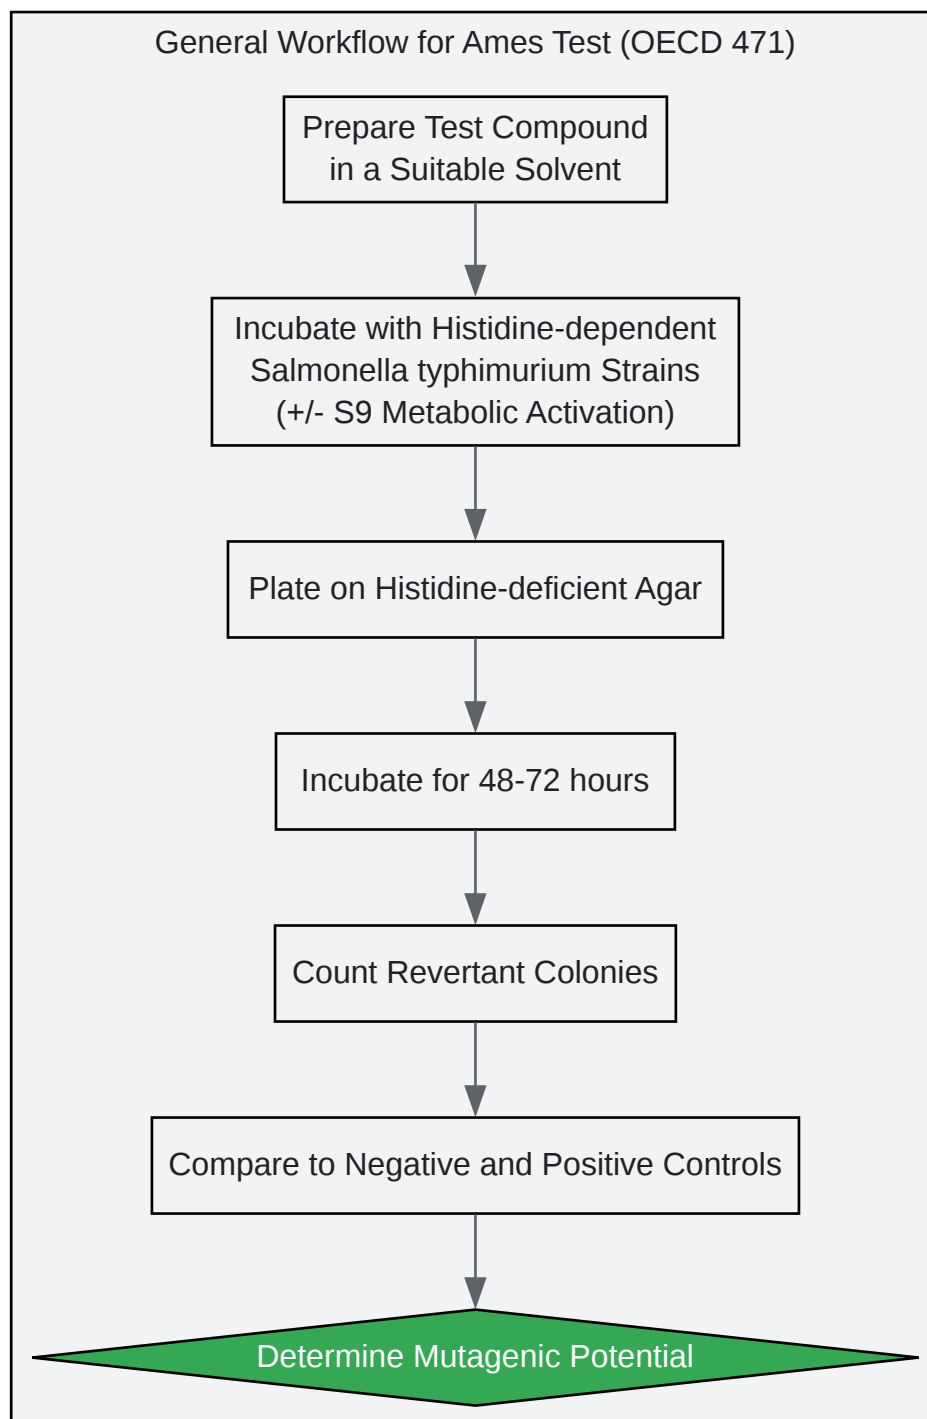 General Workflow for Ames Test (OECD 471)
Prepare Test Compound
in a Suitable Solvent
Incubate with Histidine-dependent
Salmonella typhimurium Strains
(+/- S9 Metabolic Activation)
Plate on Histidine-deficient Agar
Incubate for 48-72 hours
Count Revertant Colonies
Compare to Negative and Positive Controls
Determine Mutagenic Potential